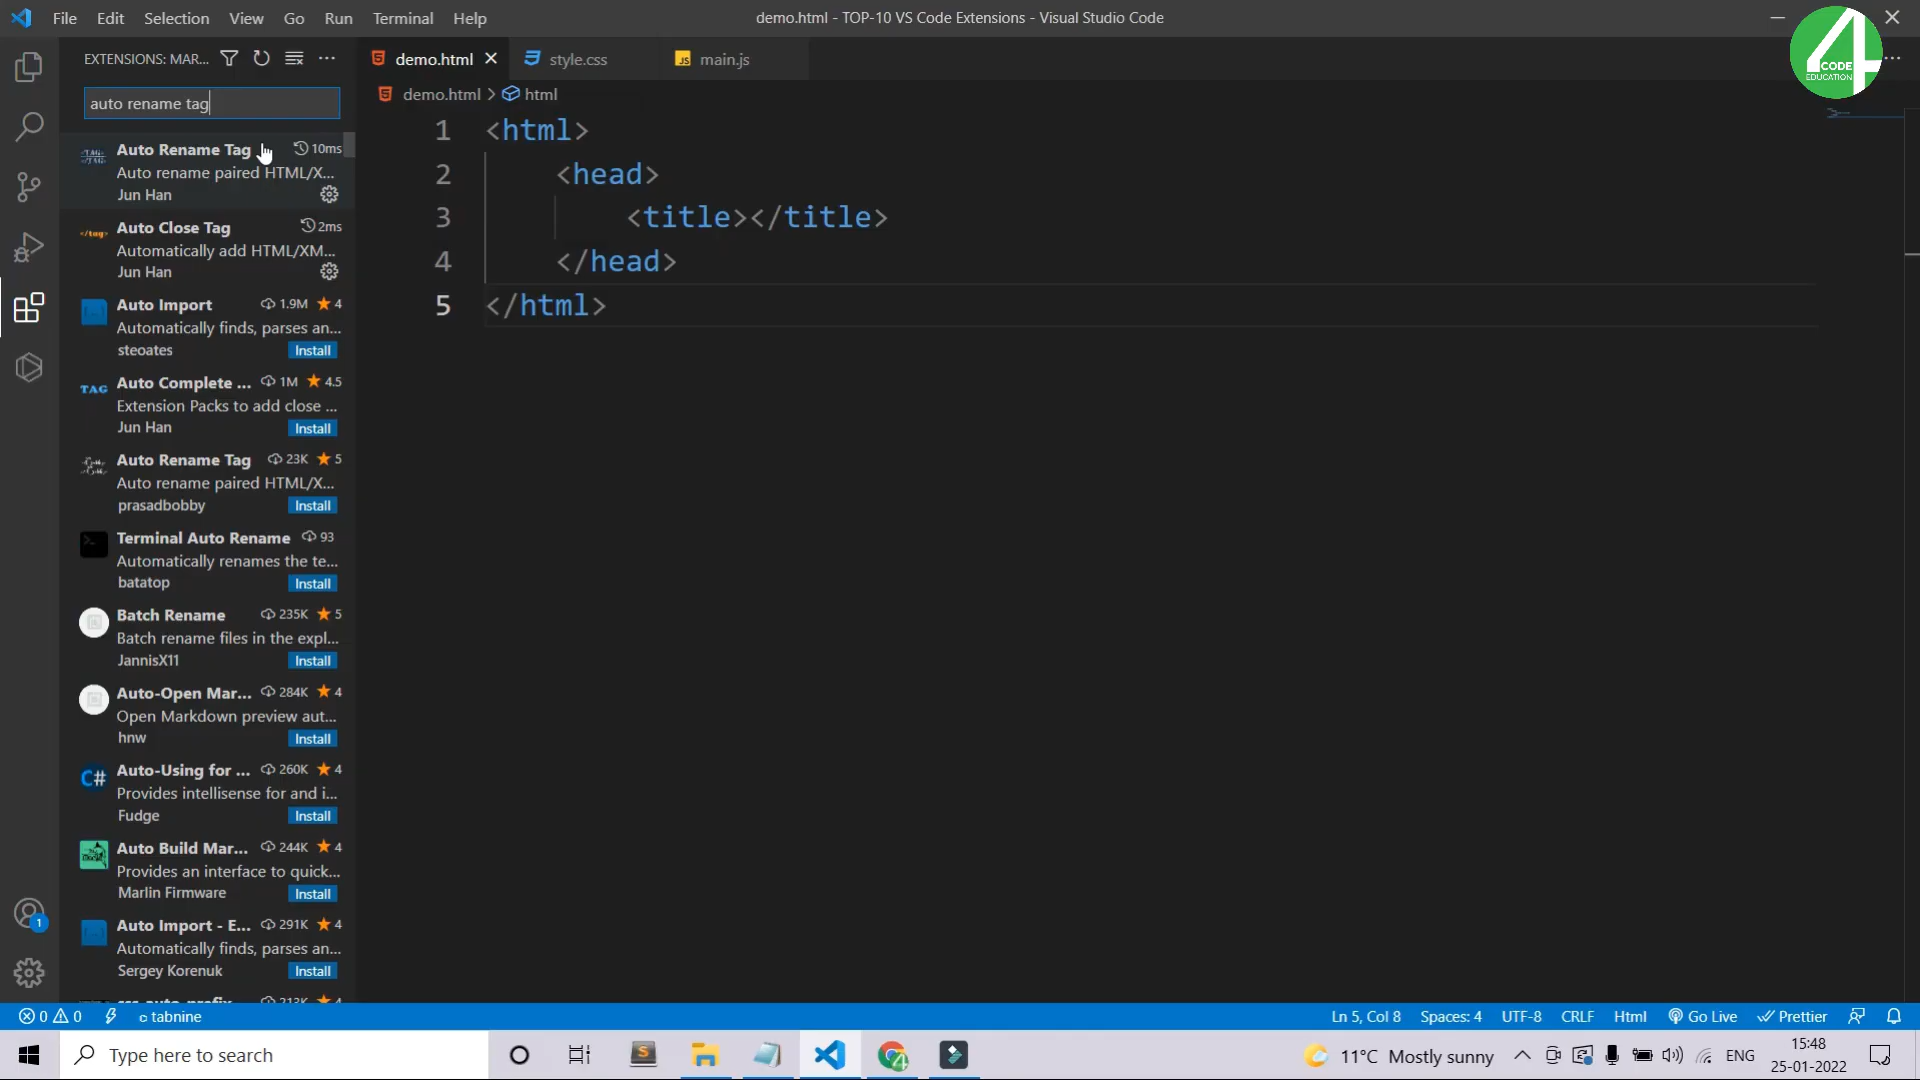 File Edit Selection View Go Run Terminal Help
demo.html - TOP-10 VS Code Extensions - Visual Studio Code
4
CODE
EDUCATION
EXTENSIONS: MAR...
demo.html
style.css
JS main.js
auto rename tag
demo.html > html
Auto Rename Tag 10ms
Auto rename paired HTML/X...
Jun Han
Auto Close Tag 2ms
Automatically add HTML/XM...
Jun Han
Auto Import 1.9M ★ 4
Automatically finds, parses an...
steoates Install
TAG Auto Complete ... 1M ★ 4.5
Extension Packs to add close ...
Jun Han Install
Auto Rename Tag 23K ★ 5
Auto rename paired HTML/X...
prasadbobby Install
Terminal Auto Rename 93
Automatically renames the te...
batatop Install
Batch Rename 235K ★ 5
Batch rename files in the expl...
JannisX11 Install
Auto-Open Mar... 284K ★ 4
Open Markdown preview aut...
hnw Install
C# Auto-Using for ... 260K ★ 4
Provides intellisense for and i...
Fudge Install
Auto Build Mar... 244K ★ 4
Provides an interface to quick...
Marlin Firmware Install
Auto Import - E... 291K ★ 4
Automatically finds, parses an...
Sergey Korenuk Install
1 <html>
2 <head>
3 <title></title>
4 </head>
5 </html>
1
0 0 tabnine
Ln 5, Col 8 Spaces: 4 UTF-8 CRLF Html Go Live Prettier
Type here to search
11°C Mostly sunny
ENG
15:48
25-01-2022